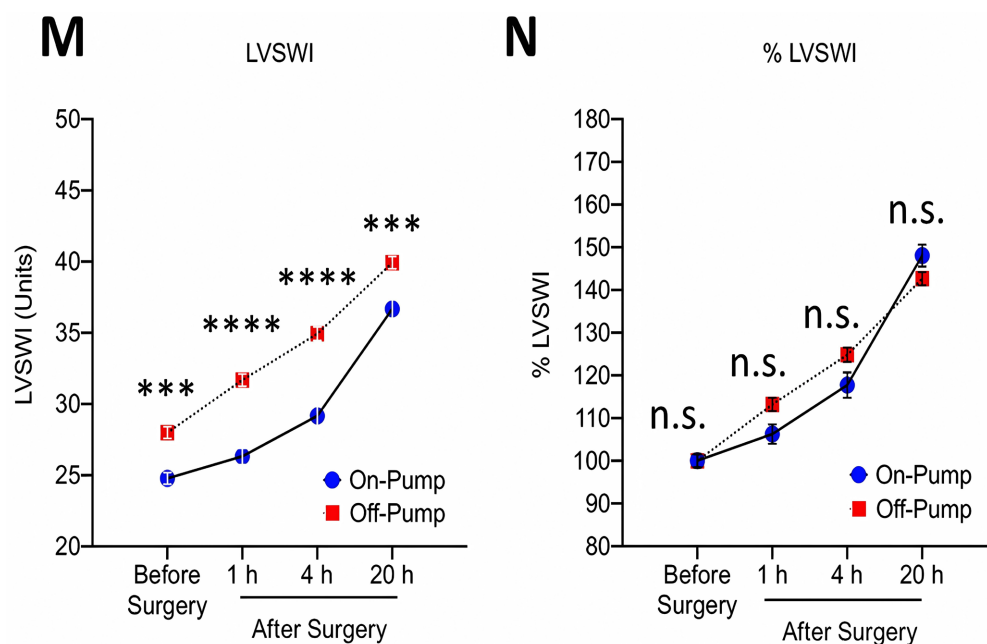 M
LVSWI
50
45
40
35
30
25
20
LVSWI (Units)
***
****
****
***
On-Pump
Off-Pump
Before
Surgery
1 h
4 h
20 h
After Surgery
N
% LVSWI
180
170
160
150
140
130
120
110
100
90
80
% LVSWI
n.s.
n.s.
n.s.
n.s.
On-Pump
Off-Pump
Before
Surgery
1 h
4 h
20 h
After Surgery